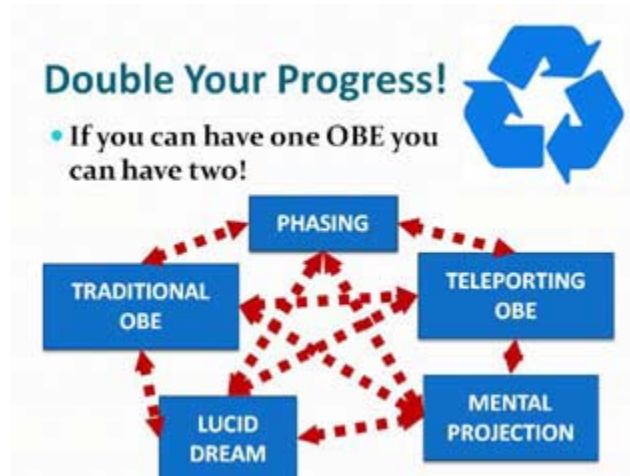 Double Your Progress!
• If you can have one OBE you
can have two!
PHASING
TRADITIONAL
OBE
TELEPORTING
OBE
LUCID
DREAM
MENTAL
PROJECTION